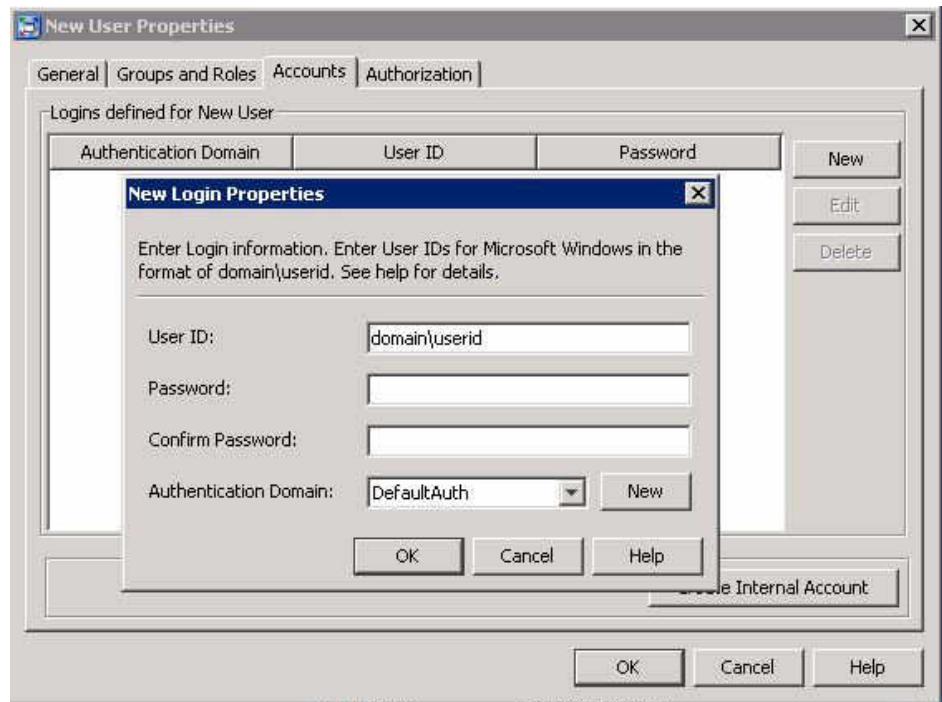 New User Properties
General Groups and Roles Accounts Authorization
Logins defined for New User
Authentication Domain User ID Password
New
Edit
Delete
New Login Properties
Enter Login information. Enter User IDs for Microsoft Windows in the
format of domain\userid. See help for details.
User ID: domain\userid
Password:
Confirm Password:
Authentication Domain: DefaultAuth New
OK Cancel Help
Internal Account
OK Cancel Help